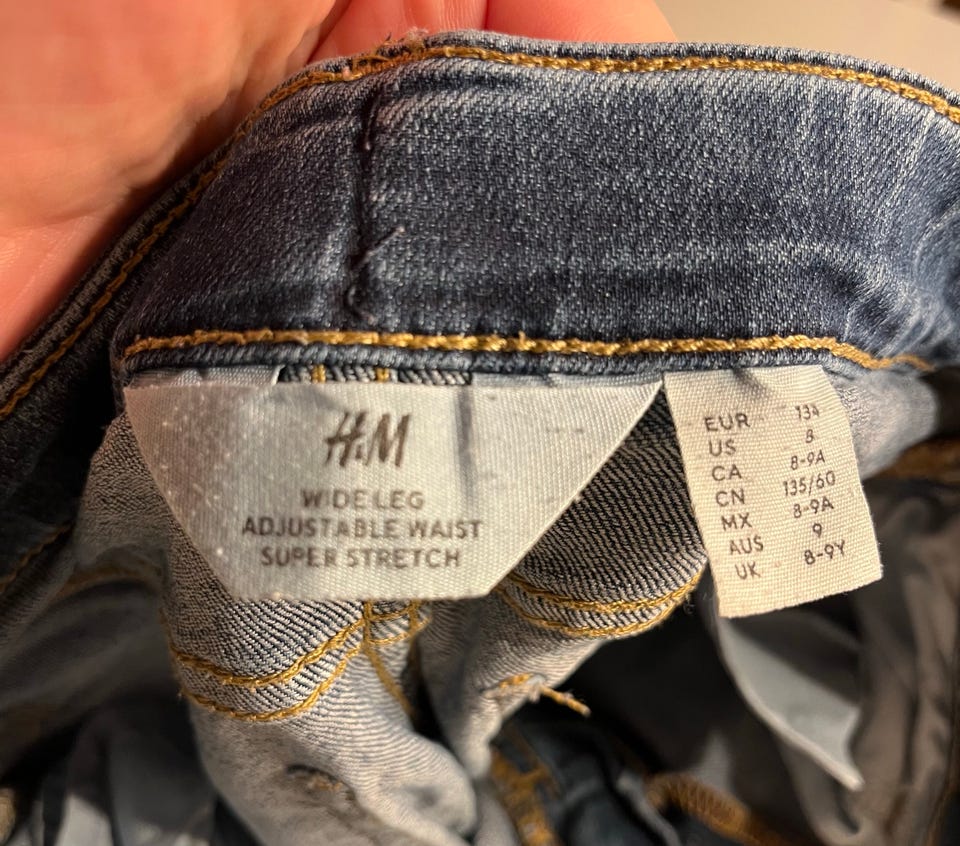 H&M
WIDE LEG
ADJUSTABLE WAIST
SUPER STRETCH
EUR 134
US 8
CA 8-9A
CN 135/60
MX 8-9A
AUS 9
UK 8-9Y